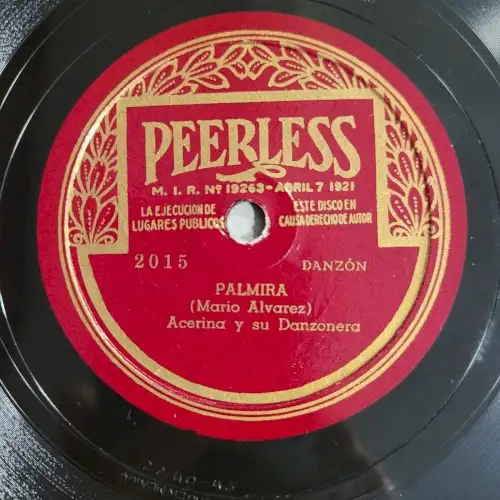 PEERLESS
M. I. R. Nº 19263 - ABRIL 7 1921
LA EJECUCION DE ESTE DISCO EN
LUGARES PUBLICOS CAUSA DERECHO DE AUTOR
2015 DANZÓN
PALMIRA
(Mario Alvarez)
Acerina y su Danzonera